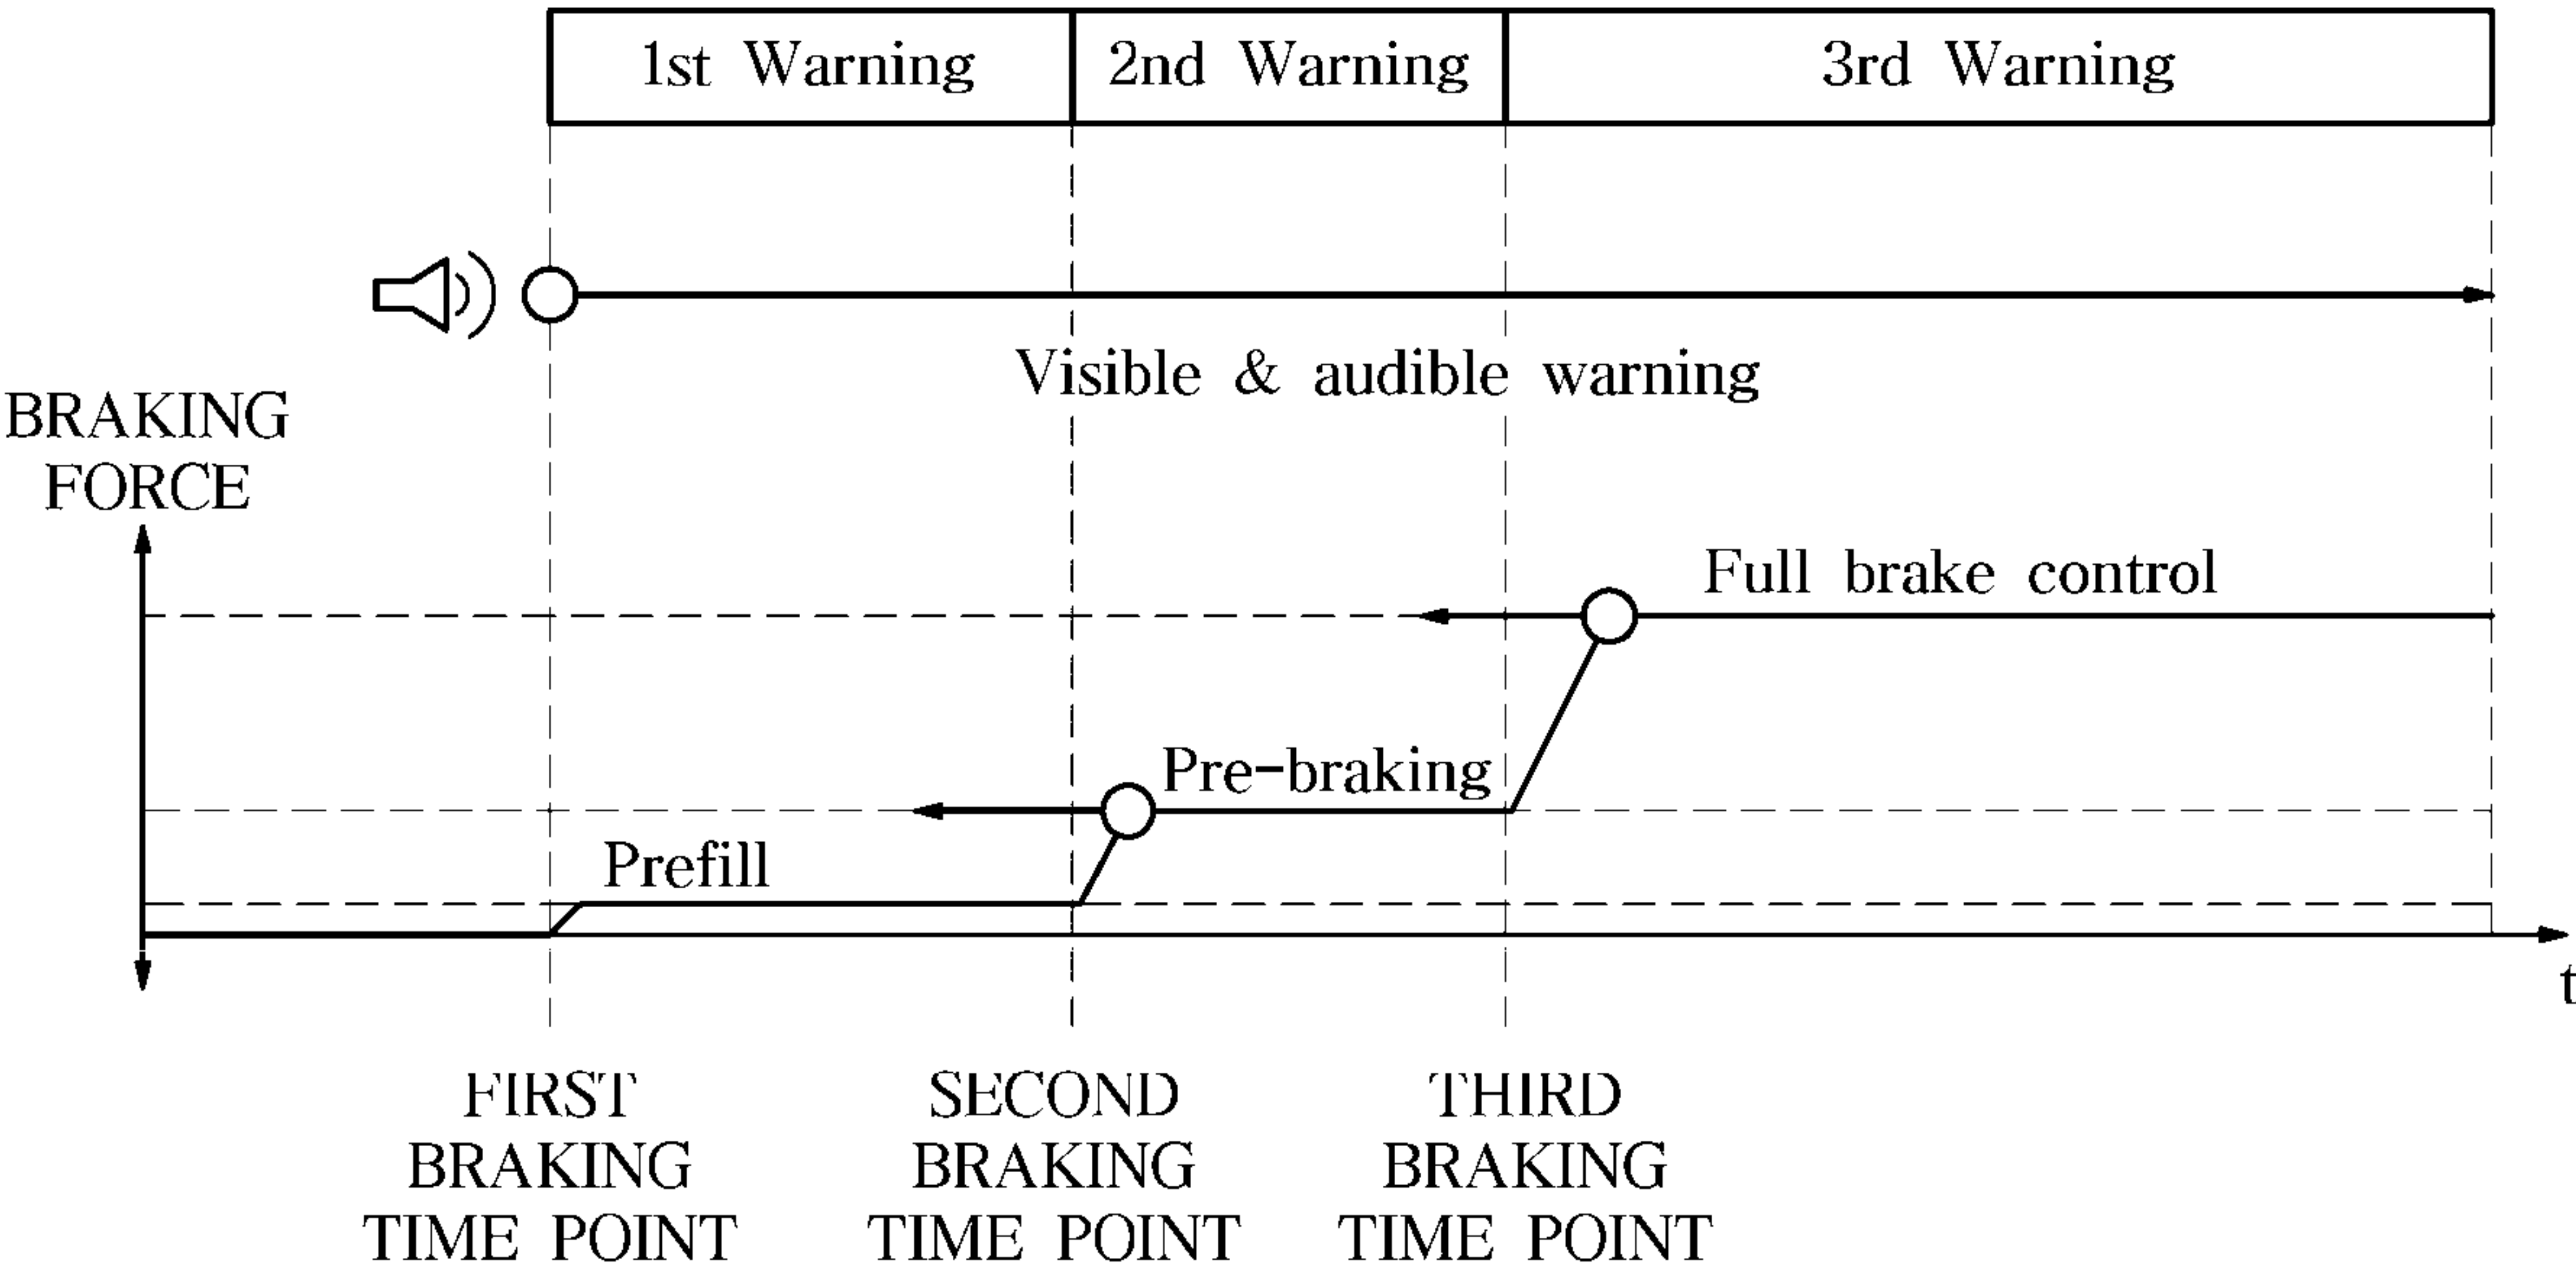 1st Warning
2nd Warning
3rd Warning
Visible & audible warning
BRAKING
FORCE
Full brake control
Pre-braking
Prefill
t
FIRST
BRAKING
TIME POINT
SECOND
BRAKING
TIME POINT
THIRD
BRAKING
TIME POINT